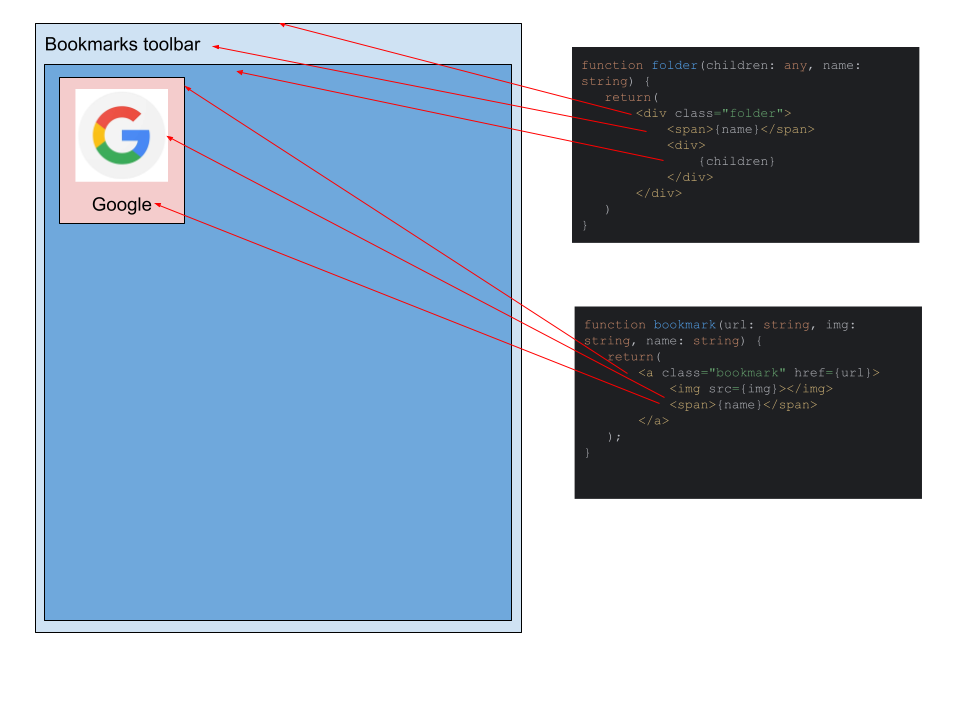 Bookmarks toolbar
Google
function folder(children: any, name:
string) {
return(
<div class="folder">
<span>{name}</span>
<div>
{children}
</div>
</div>
)
}
function bookmark(url: string, img:
string, name: string) {
return(
<a class="bookmark" href={url}>
<img src={img}></img>
<span>{name}</span>
</a>
);
}